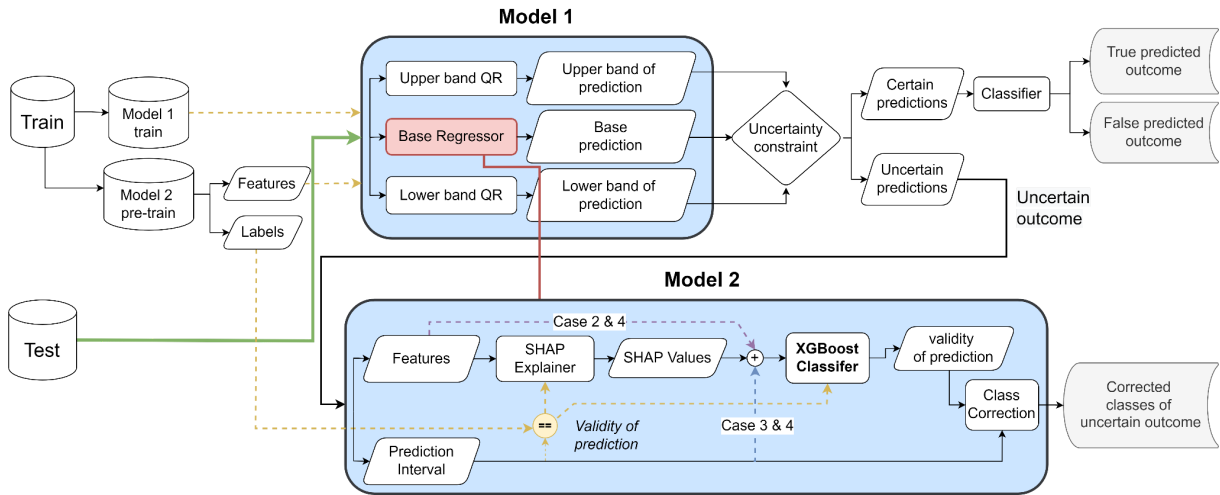 Model 1
Train
Model 1
train
Model 2
pre-train
Features
Labels
Test
Upper band QR
Upper band of
prediction
Base Regressor
Base
prediction
Lower band QR
Lower band of
prediction
Uncertainty
constraint
Certain
predictions
Classifier
True predicted
outcome
False predicted
outcome
Uncertain
predictions
Uncertain
outcome
Model 2
Case 2 & 4
Features
SHAP
Explainer
SHAP Values
+
XGBoost
Classifer
validity
of prediction
==
Validity of
prediction
Case 3 & 4
Class
Correction
Prediction
Interval
Corrected
classes of
uncertain outcome